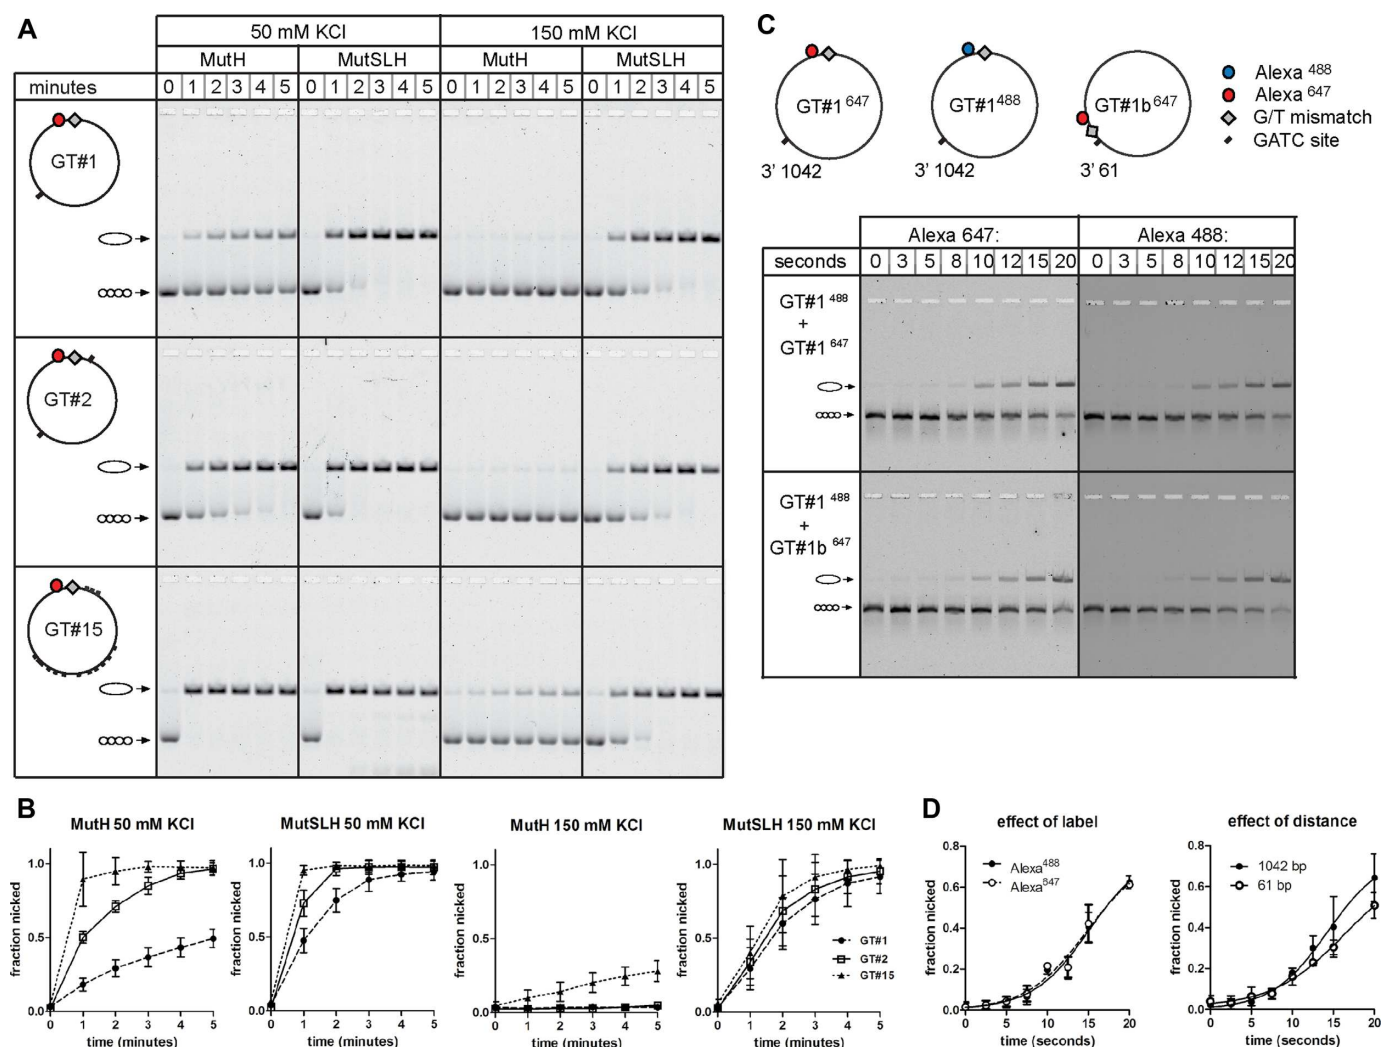 A
50 mM KCl 150 mM KCl
MutH MutSLH MutH MutSLH
minutes 0 1 2 3 4 5 0 1 2 3 4 5 0 1 2 3 4 5 0 1 2 3 4 5
GT#1
GT#2
GT#15
B
MutH 50 mM KCl
fraction nicked
1.0
0.5
0.0
0 1 2 3 4 5
time (minutes)
MutSLH 50 mM KCl
fraction nicked
1.0
0.5
0.0
0 1 2 3 4 5
time (minutes)
MutH 150 mM KCl
fraction nicked
1.0
0.5
0.0
0 1 2 3 4 5
time (minutes)
MutSLH 150 mM KCl
fraction nicked
1.0
0.5
0.0
GT#1
GT#2
GT#15
0 1 2 3 4 5
time (minutes)
C
GT#1 647 GT#1 488 GT#1b 647
3' 1042 3' 1042 3' 61
Alexa 488
Alexa 647
G/T mismatch
GATC site
Alexa 647: Alexa 488:
seconds 0 3 5 8 10 12 15 20 0 3 5 8 10 12 15 20
GT#1 488
+
GT#1 647
GT#1 488
+
GT#1b 647
D
effect of label
fraction nicked
0.8
0.6
0.4
0.2
0.0
Alexa488
Alexa647
0 5 10 15 20
time (seconds)
effect of distance
fraction nicked
0.8
0.6
0.4
0.2
0.0
1042 bp
61 bp
0 5 10 15 20
time (seconds)